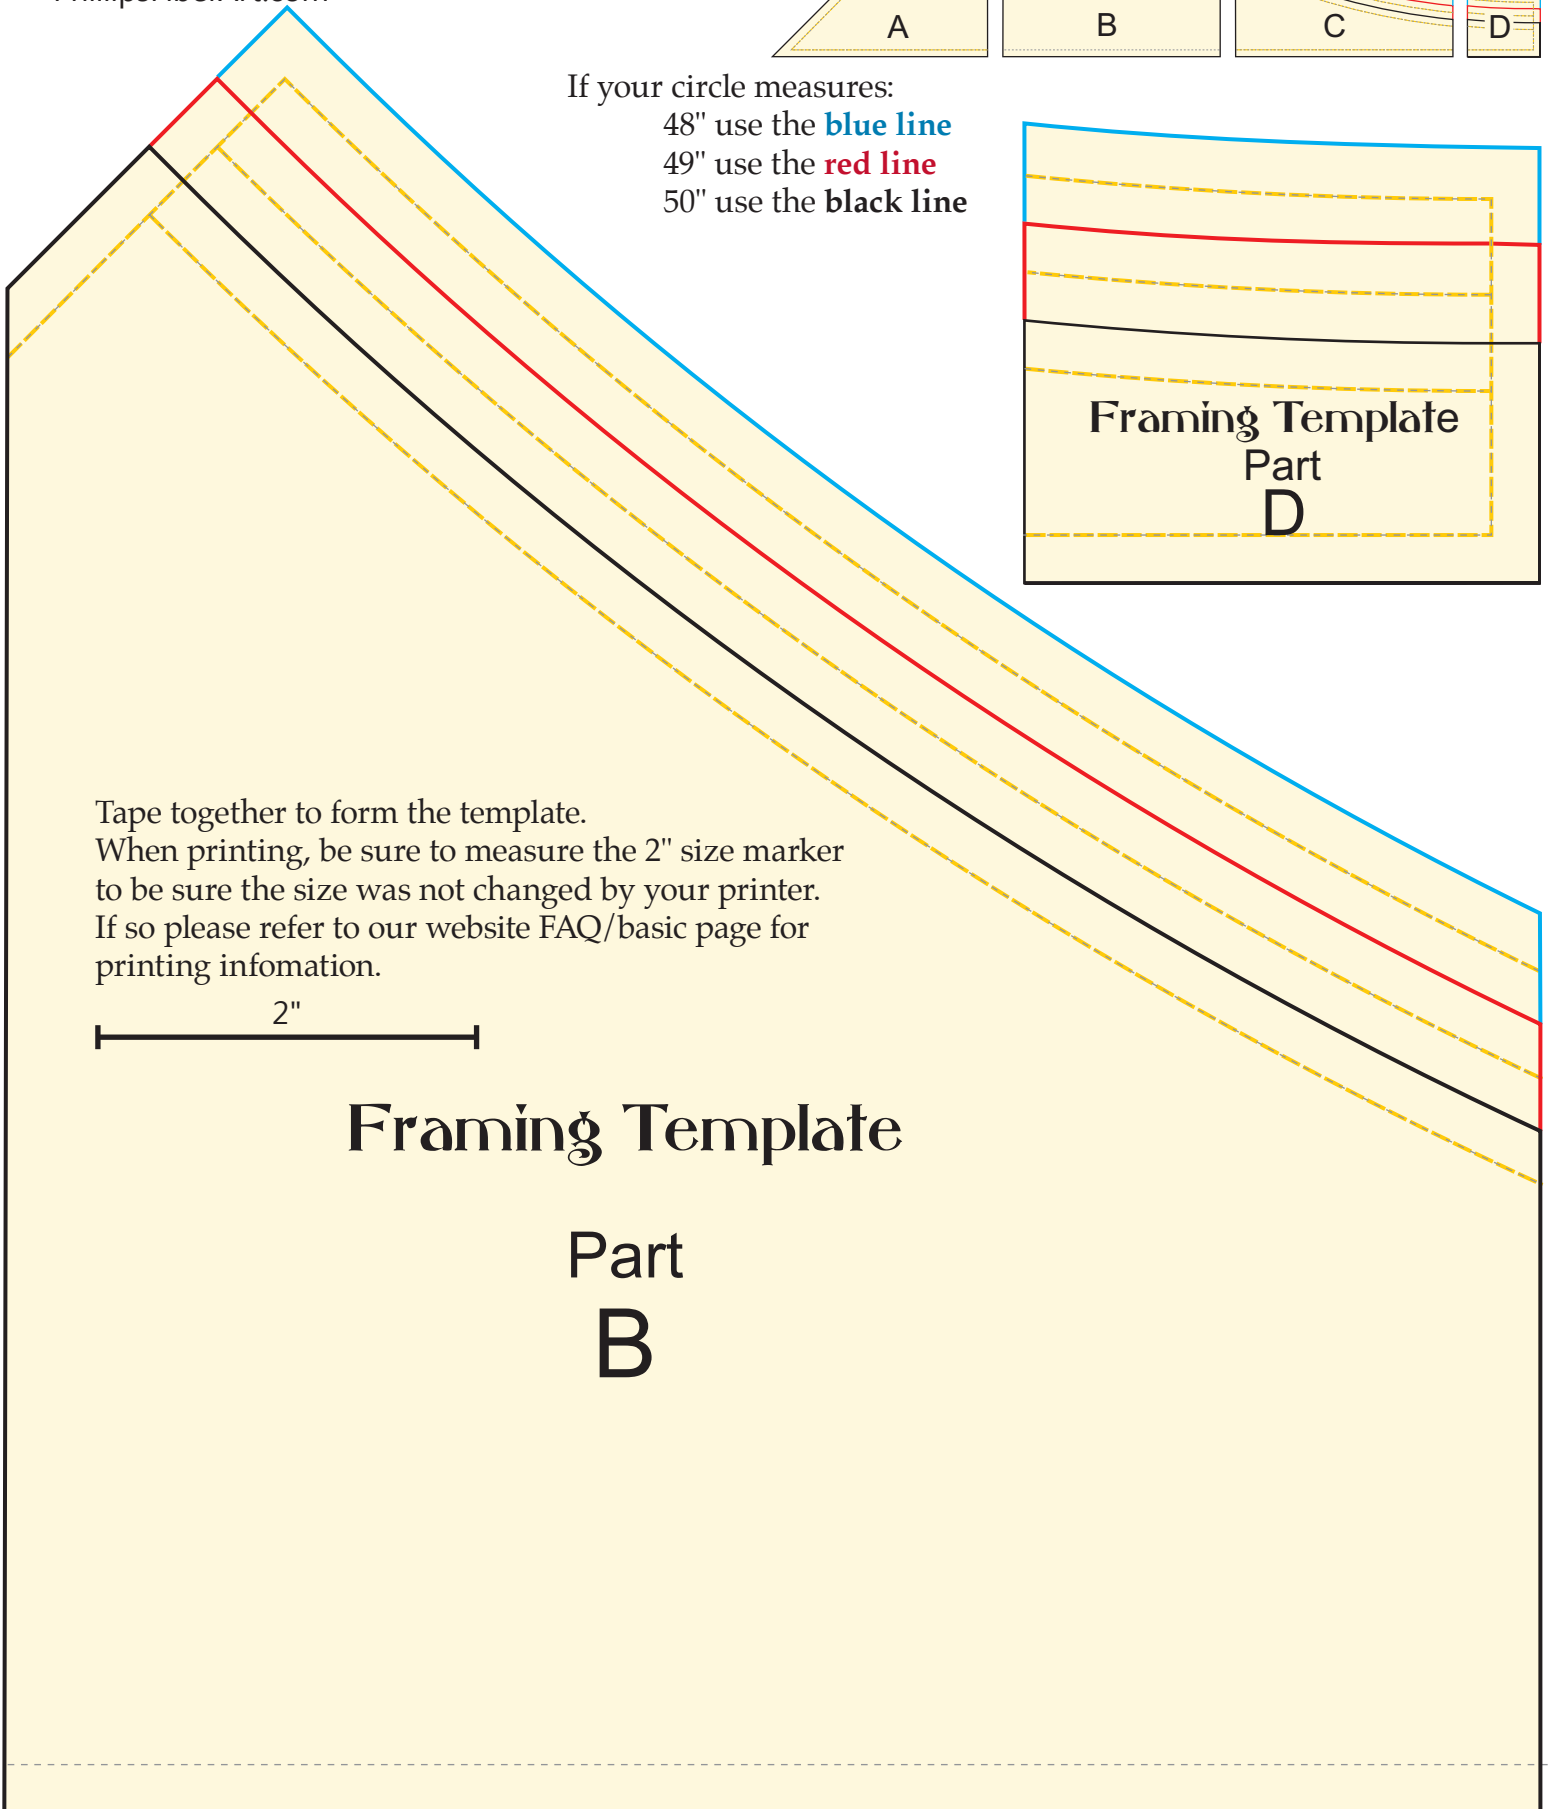 A
B
C
D
If your circle measures:
48" use the blue line
49" use the red line
50" use the black line
Framing Template
Part
D
Tape together to form the template.
When printing, be sure to measure the 2" size marker
to be sure the size was not changed by your printer.
If so please refer to our website FAQ/basic page for
printing infomation.
2"
Framing Template
Part
B